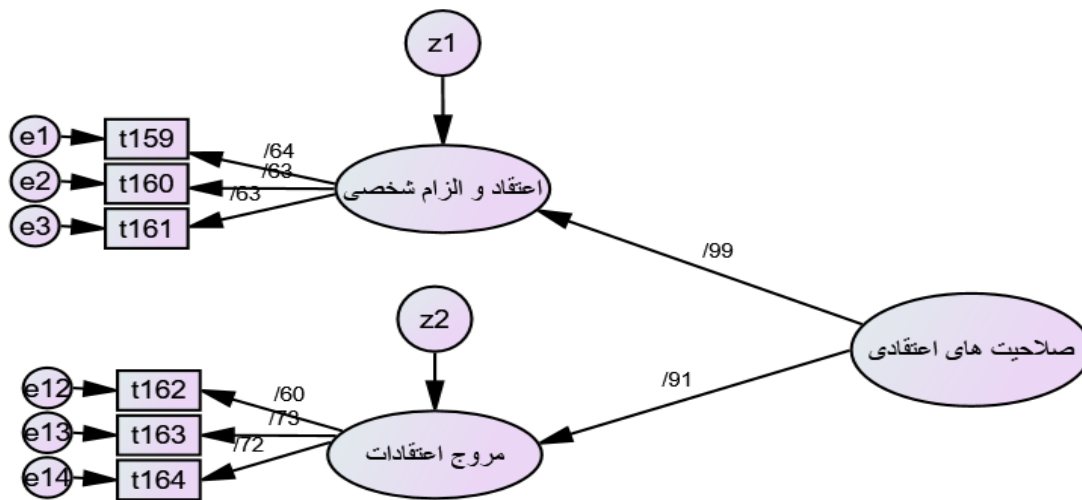 z1
e1
t159
/64
e2
t160
/63
e3
t161
/63
اعتقاد و الزام شخصی
/99
صلاحیت های اعتقادی
z2
/91
e12
t162
/60
e13
t163
/73
e14
t164
/72
مروج اعتقادات